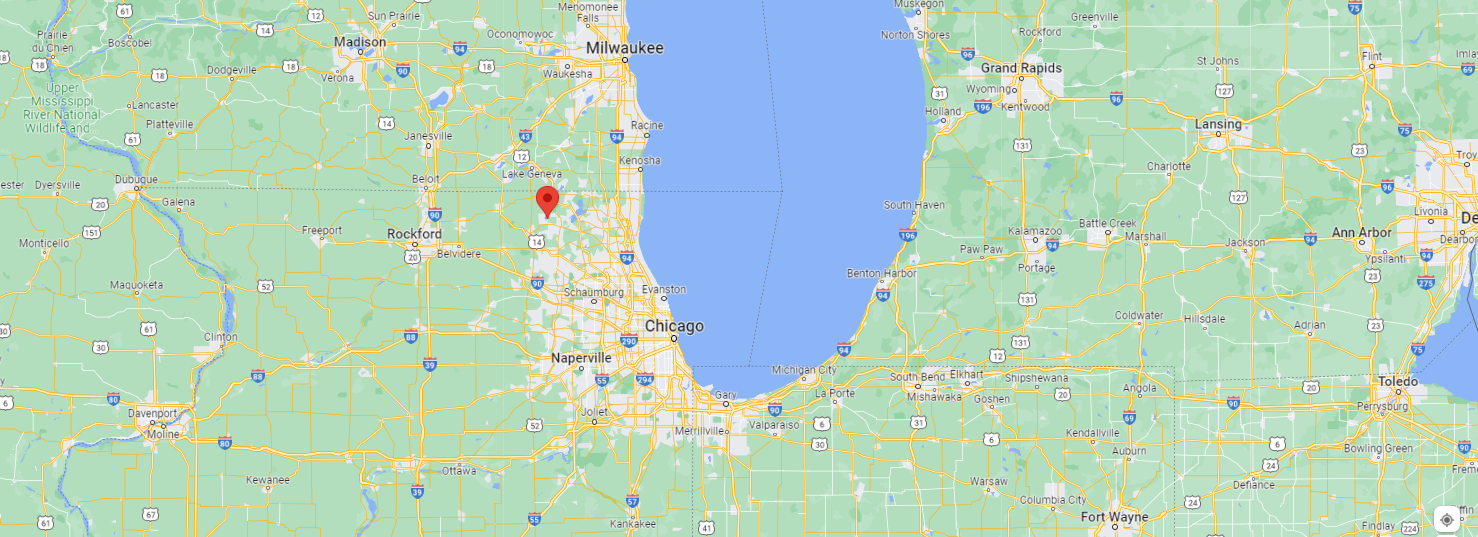 61
Sun Prairie
12
Menomonee
Falls
Muskegon
75
Greenville
Prairie
du Chien
14
Boscobel
Oconomowoc
Norton Shores
Rockford
Madison
94
Milwaukee
96
Flint
18
18
Dodgeville
18
Verona
90
18
Waukesha
Grand Rapids
St Johns
69
Upper
Mississippi
River National
Wildlife and
Lancaster
Wyoming
31
196
Kentwood
96
127
Platteville
14
Holland
Lansing
61
Janesville
43
94
Racine
75
131
23
Troy
12
Kenosha
Charlotte
Dubuque
Dyersville
Beloit
Lake Geneva
96
20
Galena
90
South Haven
127
Livonia
151
Freeport
Rockford
14
196
Kalamazoo
94
Battle Creek
Marshall
Jackson
94
Ann Arbor
Dearbor
Monticello
20
Belvidere
94
Paw Paw
Portage
Ypsilanti
94
Maquoketa
52
90
Schaumburg
Evanston
Benton Harbor
94
23
275
131
61
Clinton
Chicago
Coldwater
Hillsdale
Adrian
23
30
30
88
290
94
131
75
39
Naperville
12
88
55
294
Michigan City
South Bend
Elkhart
Shipshewana
Angola
20
Toledo
6
80
Gary
La Porte
Mishawaka
Goshen
20
90
Perrysburg
Davenport
Moline
Joliet
90
69
52
Merrillville
Valparaiso
6
31
80
30
6
Kendallville
6
Bowling Green
90
Ottawa
Auburn
24
Kewanee
Warsaw
Defiance
39
57
Columbia City
24
67
55
Kankakee
41
Fort Wayne
61
Findlay
224